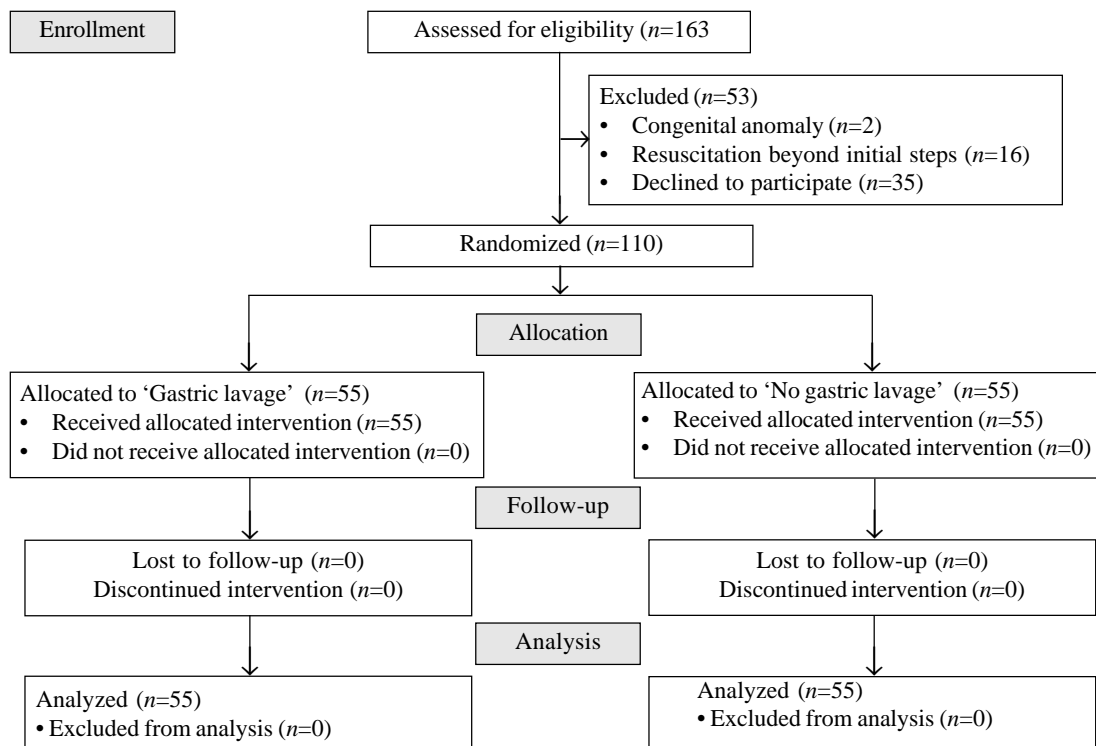 Enrollment
Assessed for eligibility (n=163
Excluded (n=53)
• Congenital anomaly (n=2)
• Resuscitation beyond initial steps (n=16)
• Declined to participate (n=35)
Randomized (n=110)
Allocation
Allocated to ‘Gastric lavage’ (n=55)
• Received allocated intervention (n=55)
• Did not receive allocated intervention (n=0)
Allocated to ‘No gastric lavage’ (n=55)
• Received allocated intervention (n=55)
• Did not receive allocated intervention (n=0)
Follow-up
Lost to follow-up (n=0)
Discontinued intervention (n=0)
Lost to follow-up (n=0)
Discontinued intervention (n=0)
Analysis
Analyzed (n=55)
• Excluded from analysis (n=0)
Analyzed (n=55)
• Excluded from analysis (n=0)